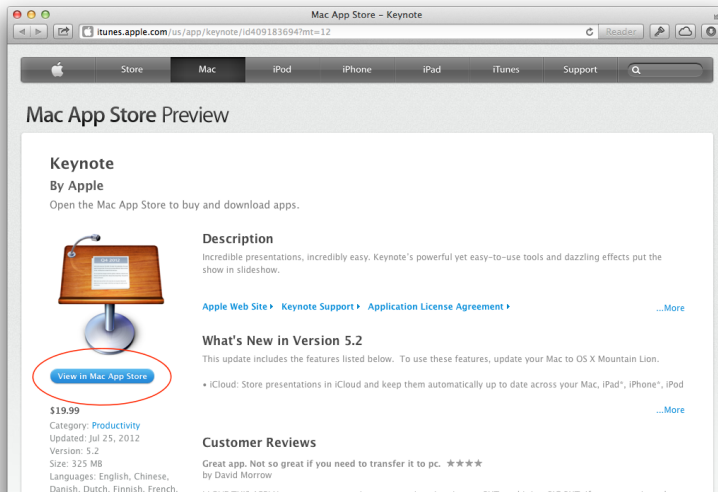 Mac App Store – Keynote
itunes.apple.com/us/app/keynote/id409183694?mt=12
Reader
Store Mac iPod iPhone iPad iTunes Support
Mac App Store Preview
Keynote
By Apple
Open the Mac App Store to buy and download apps.
View in Mac App Store
$19.99
Category: Productivity
Updated: Jul 25, 2012
Version: 5.2
Size: 325 MB
Languages: English, Chinese,
Danish, Dutch, Finnish, French,
Description
Incredible presentations, incredibly easy. Keynote's powerful yet easy-to-use tools and dazzling effects put the
show in slideshow.
Apple Web Site Keynote Support Application License Agreement
...More
What's New in Version 5.2
This update includes the features listed below. To use these features, update your Mac to OS X Mountain Lion.
• iCloud: Store presentations in iCloud and keep them automatically up to date across your Mac, iPad*, iPhone*, iPod
...More
Customer Reviews
Great app. Not so great if you need to transfer it to pc. ★★★★
by David Morrow